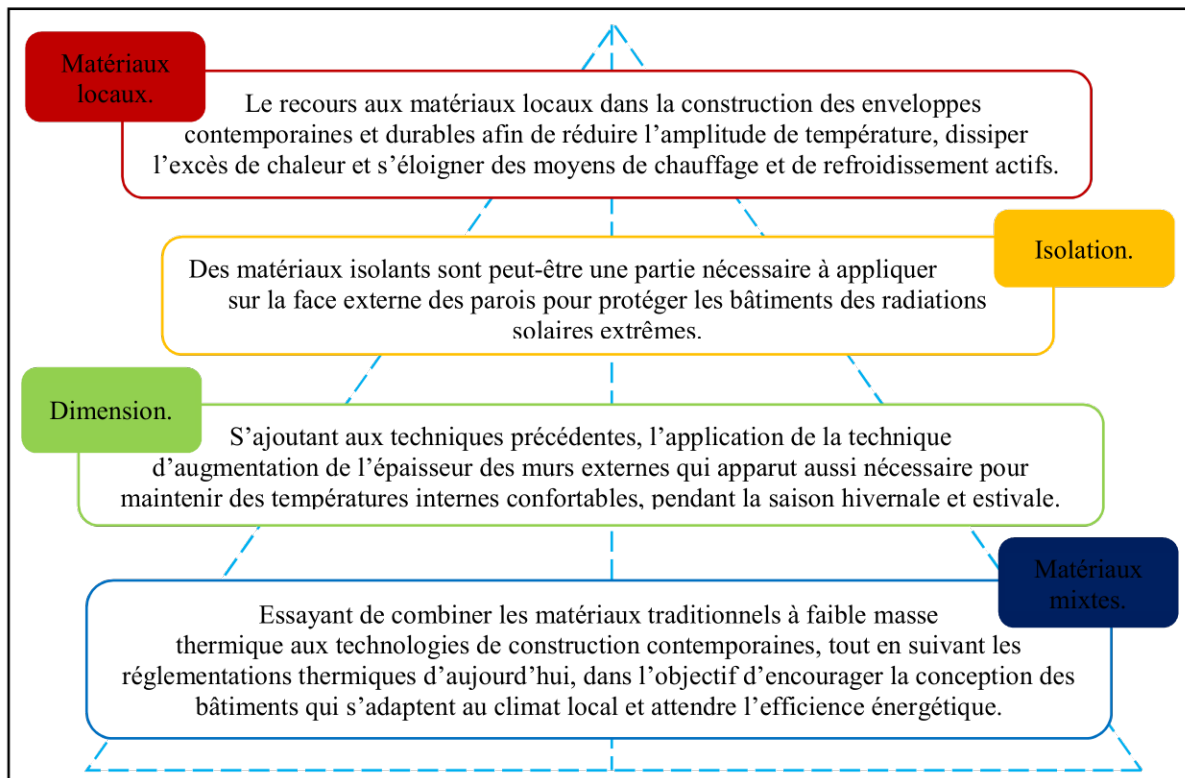 Matériaux
locaux.
Le recours aux matériaux locaux dans la construction des enveloppes
contemporaines et durables afin de réduire l’amplitude de température, dissiper
l’excès de chaleur et s’éloigner des moyens de chauffage et de refroidissement actifs.
Isolation.
Des matériaux isolants sont peut-être une partie nécessaire à appliquer
sur la face externe des parois pour protéger les bâtiments des radiations
solaires extrêmes.
Dimension.
S’ajoutant aux techniques précédentes, l’application de la technique
d’augmentation de l’épaisseur des murs externes qui apparut aussi nécessaire pour
maintenir des températures internes confortables, pendant la saison hivernale et estivale.
Matériaux
mixtes.
Essayant de combiner les matériaux traditionnels à faible masse
thermique aux technologies de construction contemporaines, tout en suivant les
réglementations thermiques d’aujourd’hui, dans l’objectif d’encourager la conception des
bâtiments qui s’adaptent au climat local et attendre l’efficience énergétique.